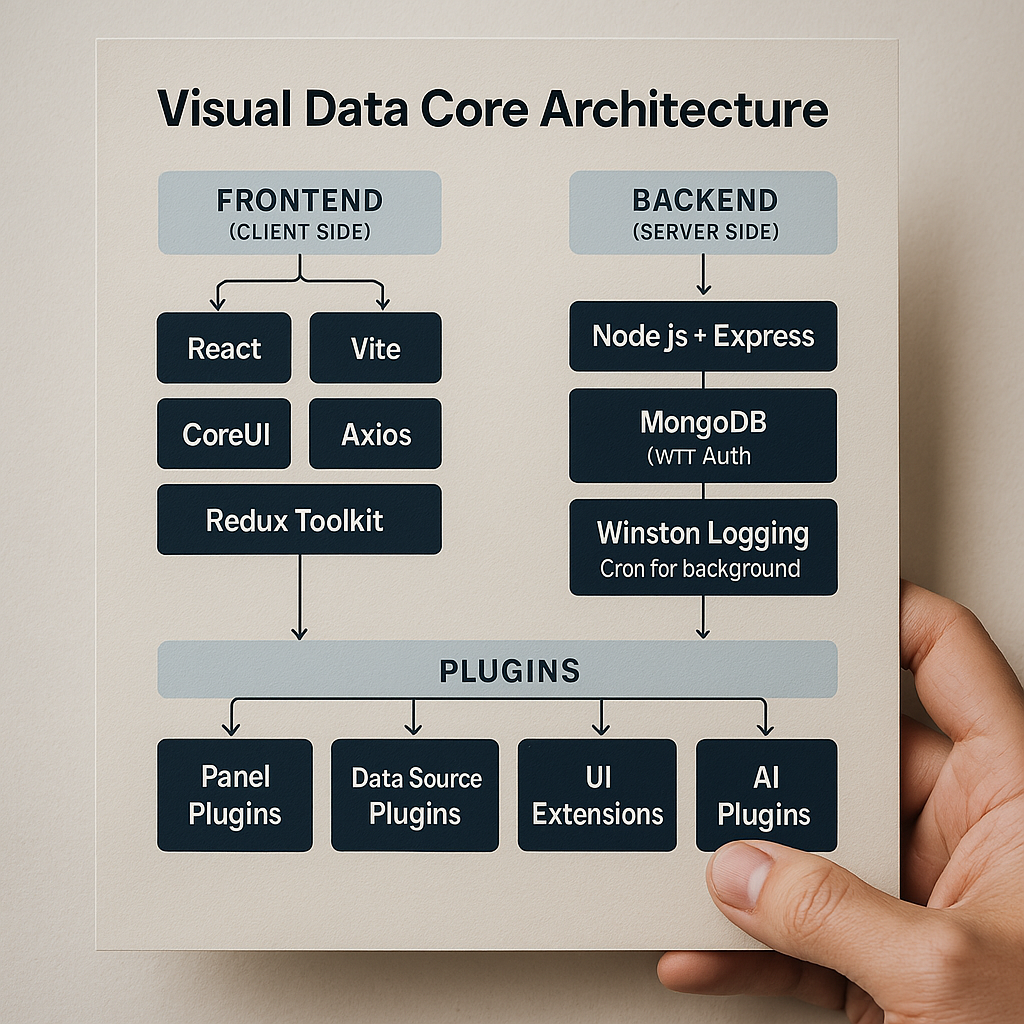 Visual Data Core Architecture
FRONTEND
(CLIENT SIDE)
React
Vite
CoreUI
Axios
Redux Toolkit
BACKEND
(SERVER SIDE)
Node js + Express
MongoDB
(WTT Auth
Winston Logging
Cron for background
PLUGINS
Panel
Plugins
Data Source
Plugins
UI
Extensions
AI
Plugins